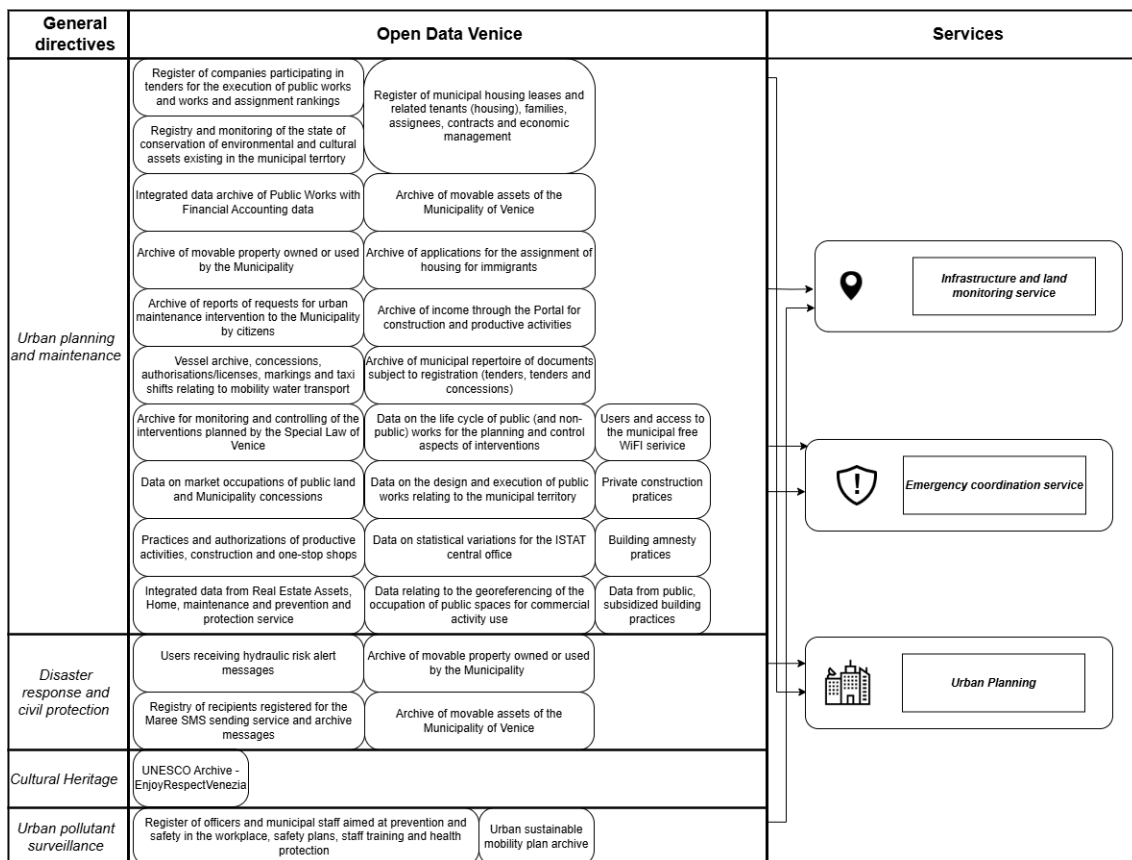 General
directives
Open Data Venice
Services
Urban planning
and maintenance
Register of companies participating in
tenders for the execution of public works
and works and assignment rankings
Register of municipal housing leases and
related tenants (housing), families,
assignees, contracts and economic
management
Registry and monitoring of the state of
conservation of environmental and cultural
assets existing in the municipal terrtory
Integrated data archive of Public Works with
Financial Accounting data
Archive of movable assets of the
Municipality of Venice
Archive of movable property owned or used
by the Municipality
Archive of applications for the assignment of
housing for immigrants
Archive of reports of requests for urban
maintenance intervention to the Municipality
by citizens
Archive of income through the Portal for
construction and productive activities
Vessel archive, concessions,
authorisations/licenses, markings and taxi
shifts relating to mobility water transport
Archive of municipal repertoire of documents
subject to registration (tenders, tenders and
concessions)
Archive for monitoring and controlling of the
interventions planned by the Special Law of
Venice
Data on the life cycle of public (and non-
public) works for the planning and control
aspects of interventions
Users and access to
the municipal free
WiFI serivice
Data on market occupations of public
land and Municipality concessions
Data on the design and execution of public
works relating to the municipal territory
Private construction
pratices
Practices and authorizations of productive
activities, construction and one-stop shops
Data on statistical variations for the ISTAT
central office
Building amnesty
pratices
Integrated data from Real Estate Assets,
Home, maintenance and prevention and
protection service
Data relating to the georeferencing of the
occupation of public spaces for commercial
activity use
Data from public,
subsidized building
practices
Disaster
response and
civil protection
Users receiving hydraulic risk alert
messages
Archive of movable property owned or used
by the Municipality
Registry of recipients registered for the
Maree SMS sending service and archive
messages
Archive of movable assets of the
Municipality of Venice
Cultural Heritage
UNESCO Archive -
EnjoyRespectVenezia
Urban pollutant
surveillance
Register of officers and municipal staff aimed at prevention and
safety in the workplace, safety plans, staff training and health
protection
Urban sustainable
mobility plan archive
Infrastructure and land
monitoring service
Emergency coordination service
Urban Planning